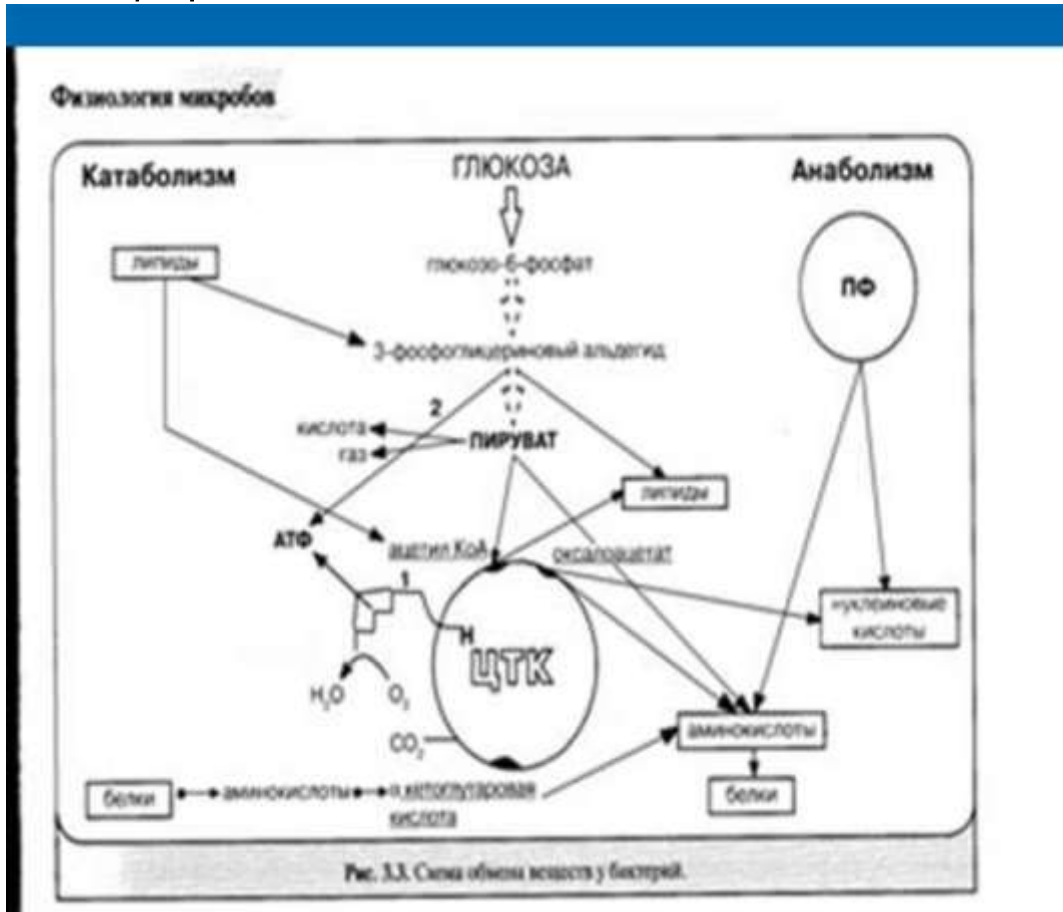 Физиология микробов
Катаболизм
ГЛЮКОЗА
Анаболизм
липиды
глюкозо-6-фосфат
ПФ
3-фосфоглицериновый альдегид
2
кислота
газ
ПИРУВАТ
липиды
АТФ
ацетил КоА
оксалоацетат
1
нуклеиновые
кислоты
Н
ЦТК
H₂O
O₂
CO₂
аминокислоты
белки
аминокислоты
α кетоглутаровая
кислота
белки
Рис. 3.3. Схема обмена веществ у бактерий.